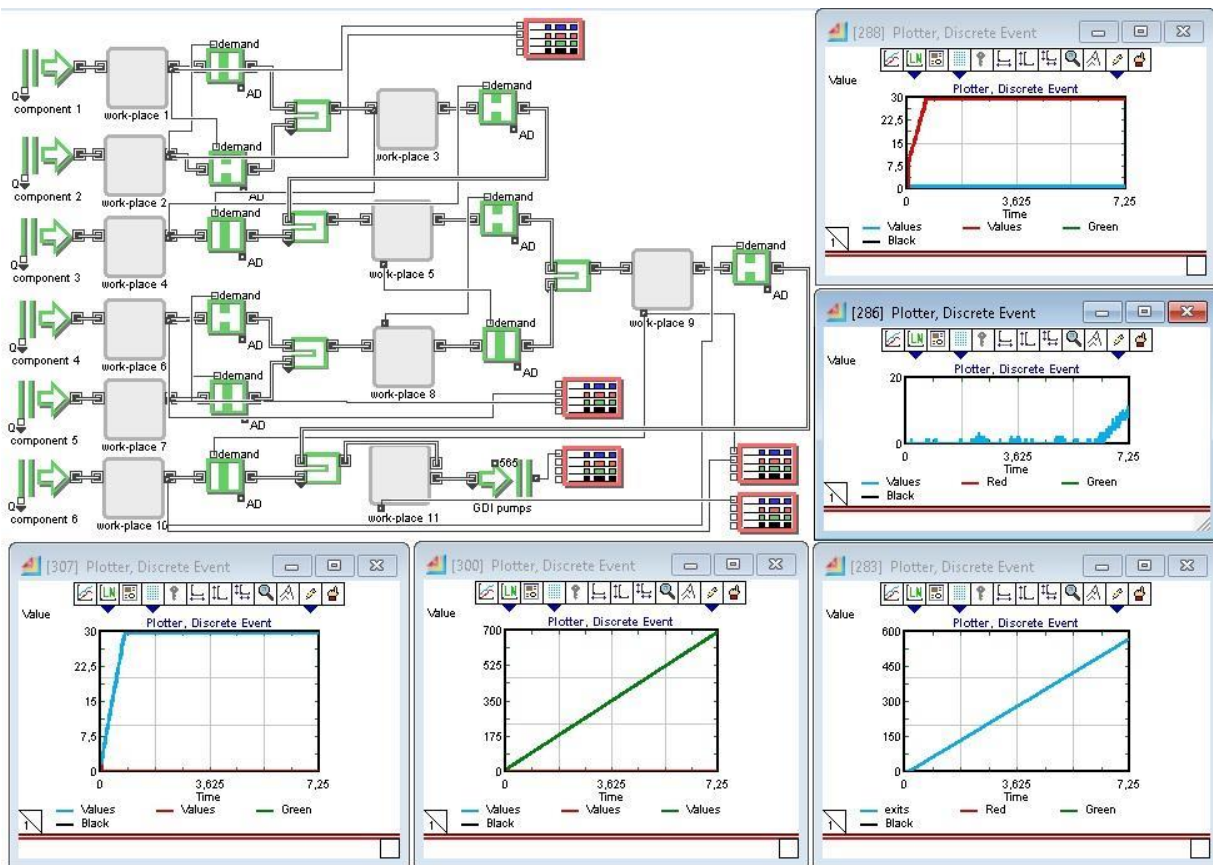 demand
Q
component 1
work-place 1
AD
demand
Q
component 2
work-place 2
AD
work-place 3
demand
AD
demand
Q
component 3
work-place 4
AD
work-place 5
demand
AD
demand
Q
component 4
work-place 6
AD
work-place 8
demand
AD
work-place 9
demand
AD
demand
Q
component 5
work-place 7
AD
demand
Q
component 6
work-place 10
AD
work-place 11
565
GDI pumps
[288] Plotter, Discrete Event
LN
Value
Plotter, Discrete Event
30
22,5
15
7,5
0
0 3,625 7,25
Time
Values Values Green
Black
1
[286] Plotter, Discrete Event
LN
Value
Plotter, Discrete Event
20
0
0 3,625 7,25
Time
Values Red Green
Black
1
[307] Plotter, Discrete Event
LN
Value
Plotter, Discrete Event
30
22,5
15
7,5
0
0 3,625 7,25
Time
Values Values Green
Black
1
[300] Plotter, Discrete Event
LN
Value
Plotter, Discrete Event
700
525
350
175
0
0 3,625 7,25
Time
Values Values Values
Black
1
[283] Plotter, Discrete Event
LN
Value
Plotter, Discrete Event
600
450
300
150
0
0 3,625 7,25
Time
exits Red Green
Black
1